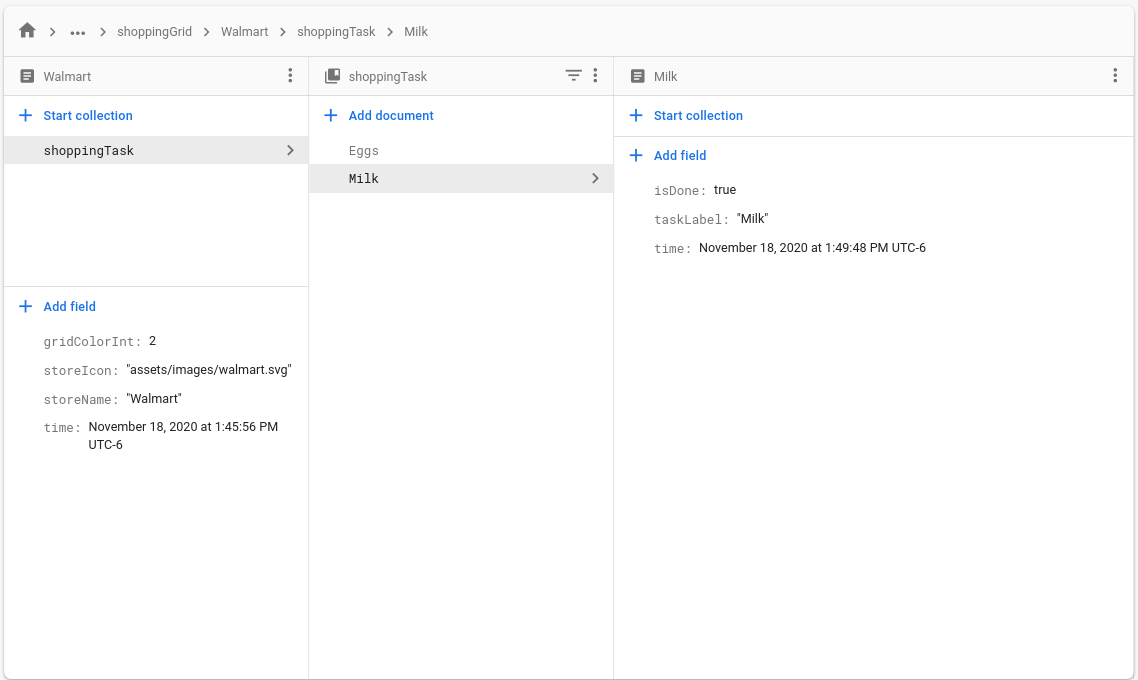 ... shoppingGrid Walmart shoppingTask Milk
Walmart
Start collection
shoppingTask
Add field
gridColorInt: 2
storeIcon: "assets/images/walmart.svg"
storeName: "Walmart"
time: November 18, 2020 at 1:45:56 PM
UTC-6
shoppingTask
Add document
Eggs
Milk
Milk
Start collection
Add field
isDone: true
taskLabel: "Milk"
time: November 18, 2020 at 1:49:48 PM UTC-6